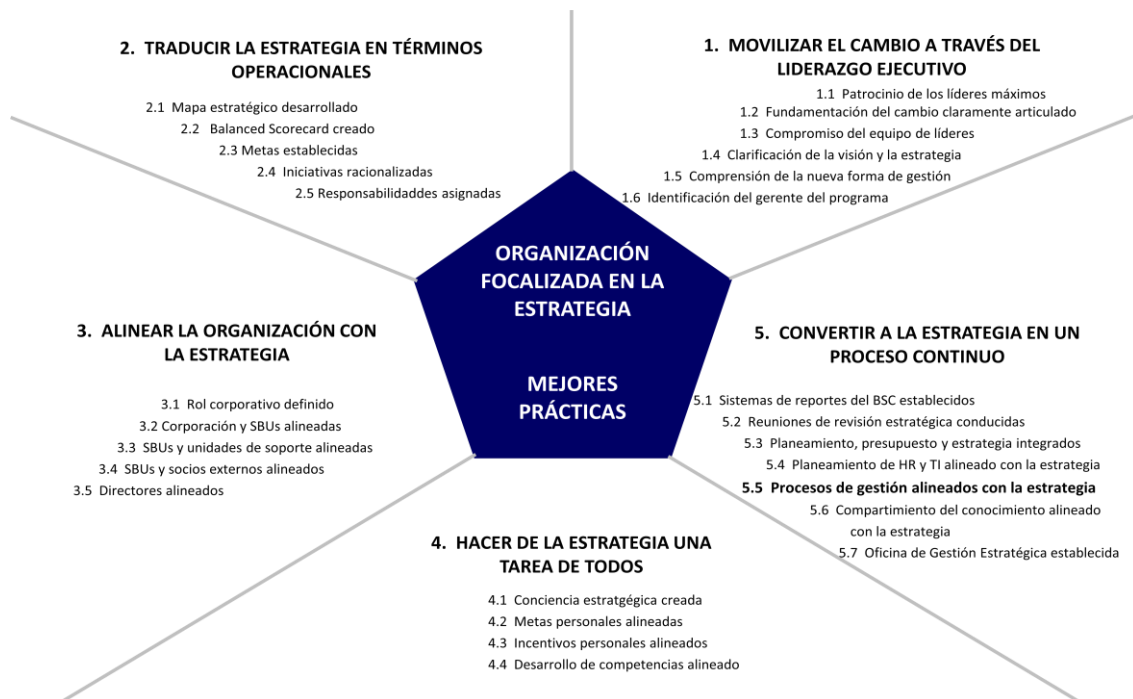 2. TRADUCIR LA ESTRATEGIA EN TÉRMINOS
OPERACIONALES
2.1 Mapa estratégico desarrollado
2.2 Balanced Scorecard creado
2.3 Metas establecidas
2.4 Iniciativas racionalizadas
2.5 Responsabilidaddes asignadas
1. MOVILIZAR EL CAMBIO A TRAVÉS DEL
LIDERAZGO EJECUTIVO
1.1 Patrocinio de los líderes máximos
1.2 Fundamentación del cambio claramente articulado
1.3 Compromiso del equipo de líderes
1.4 Clarificación de la visión y la estrategia
1.5 Comprensión de la nueva forma de gestión
1.6 Identificación del gerente del programa
ORGANIZACIÓN
FOCALIZADA EN LA
ESTRATEGIA
MEJORES
PRÁCTICAS
3. ALINEAR LA ORGANIZACIÓN CON
LA ESTRATEGIA
3.1 Rol corporativo definido
3.2 Corporación y SBUs alineadas
3.3 SBUs y unidades de soporte alineadas
3.4 SBUs y socios externos alineados
3.5 Directores alineados
5. CONVERTIR A LA ESTRATEGIA EN UN
PROCESO CONTINUO
5.1 Sistemas de reportes del BSC establecidos
5.2 Reuniones de revisión estratégica conducidas
5.3 Planeamiento, presupuesto y estrategia integrados
5.4 Planeamiento de HR y TI alineado con la estrategia
5.5 Procesos de gestión alineados con la estrategia
5.6 Compartimiento del conocimiento alineado
con la estrategia
5.7 Oficina de Gestión Estratégica establecida
4. HACER DE LA ESTRATEGIA UNA
TAREA DE TODOS
4.1 Conciencia estratgégica creada
4.2 Metas personales alineadas
4.3 Incentivos personales alineados
4.4 Desarrollo de competencias alineado